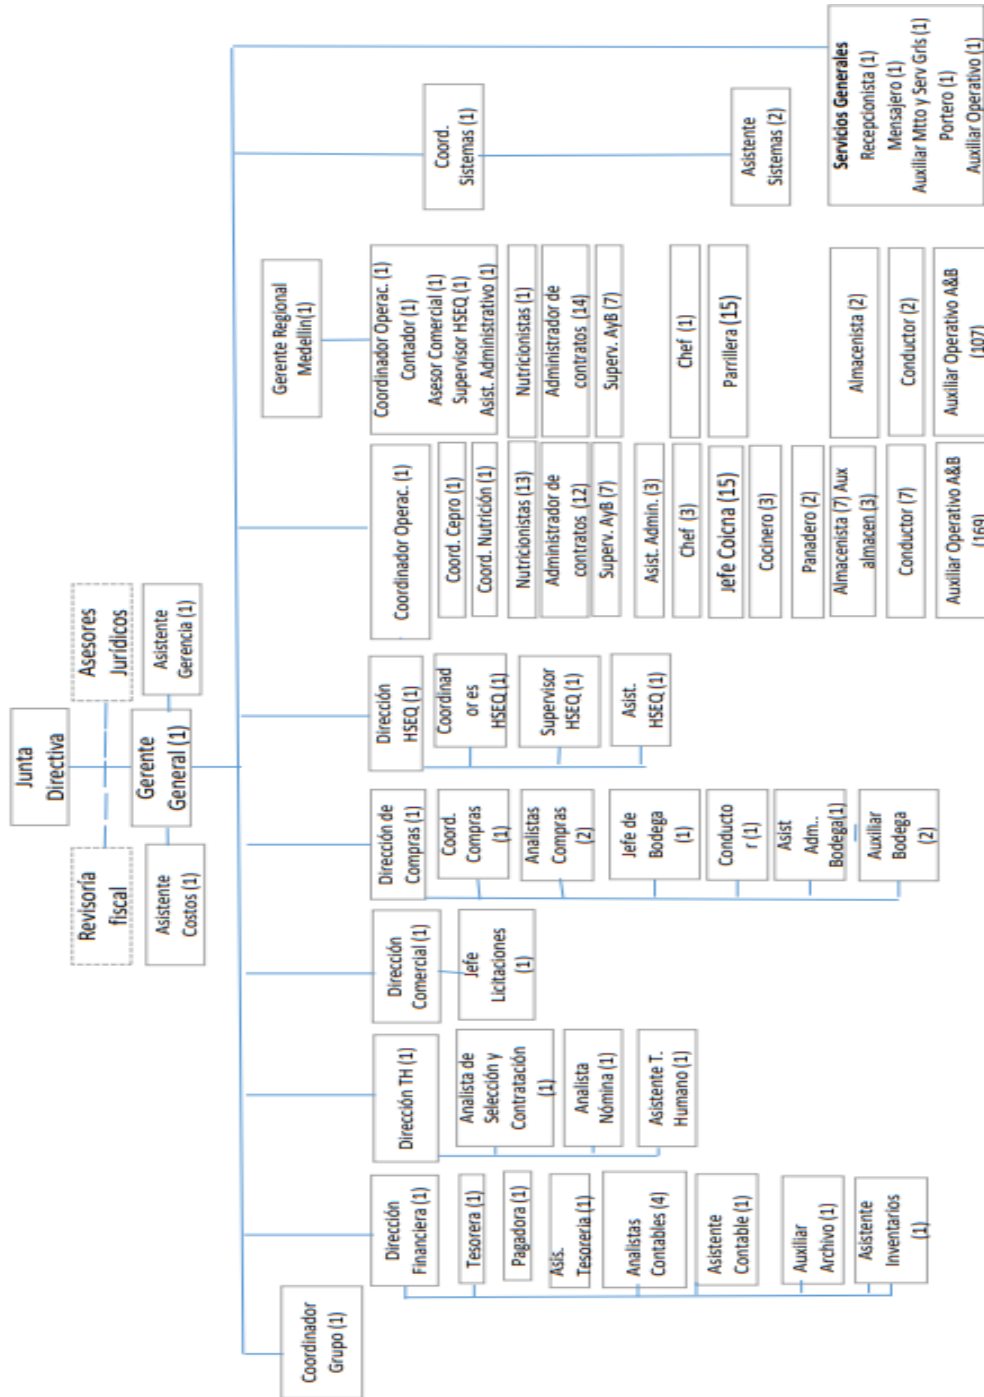 Junta
Directiva
Revisoría
fiscal
Asesores
Jurídicos
Asistente
Costos (1)
Gerente
General (1)
Asistente
Gerencia (1)
Coordinador
Grupo (1)
Dirección
Financiera (1)
Tesorera (1)
Pagadora (1)
Asis.
Tesorería (1)
Analistas
Contables (4)
Asistente
Contable (1)
Auxiliar
Archivo (1)
Asistente
Inventarios
(1)
Dirección TH (1)
Analista de
Selección y
Contratación
(1)
Analista
Nómina (1)
Asistente T.
Humano (1)
Dirección
Comercial (1)
Jefe
Licitaciones
(1)
Dirección de
Compras (1)
Coord.
Compras
(1)
Analistas
Compras
(2)
Jefe de
Bodega
(1)
Conducto
r (1)
Asist
Adm..
Bodega(1)
Auxiliar
Bodega
(2)
Dirección
HSEQ (1)
Coordinad
or es
HSEQ (1)
Supervisor
HSEQ (1)
Asist.
HSEQ (1)
Coordinador Operac. (1)
Coord. Cepro (1)
Coord. Nutrición (1)
Nutricionistas (13)
Administrador de
contratos (12)
Superv. AyB (7)
Asist. Admin. (3)
Chef (3)
Jefe Coicna (15)
Cocinero (3)
Panadero (2)
Almacenista (7) Aux
almacen (3)
Conductor (7)
Auxiliar Operativo A&B
(169)
Gerente Regional
Medellín(1)
Coordinador Operac. (1)
Contador (1)
Asesor Comercial (1)
Supervisor HSEQ (1)
Asist. Administrativo (1)
Nutricionistas (1)
Administrador de
contratos (14)
Superv. AyB (7)
Chef (1)
Parrillera (15)
Almacenista (2)
Conductor (2)
Auxiliar Operativo A&B
(107)
Coord.
Sistemas (1)
Asistente
Sistemas (2)
Servicios Generales
Recepcionista (1)
Mensajero (1)
Auxiliar Mtto y Serv Grls (1)
Portero (1)
Auxiliar Operativo (1)